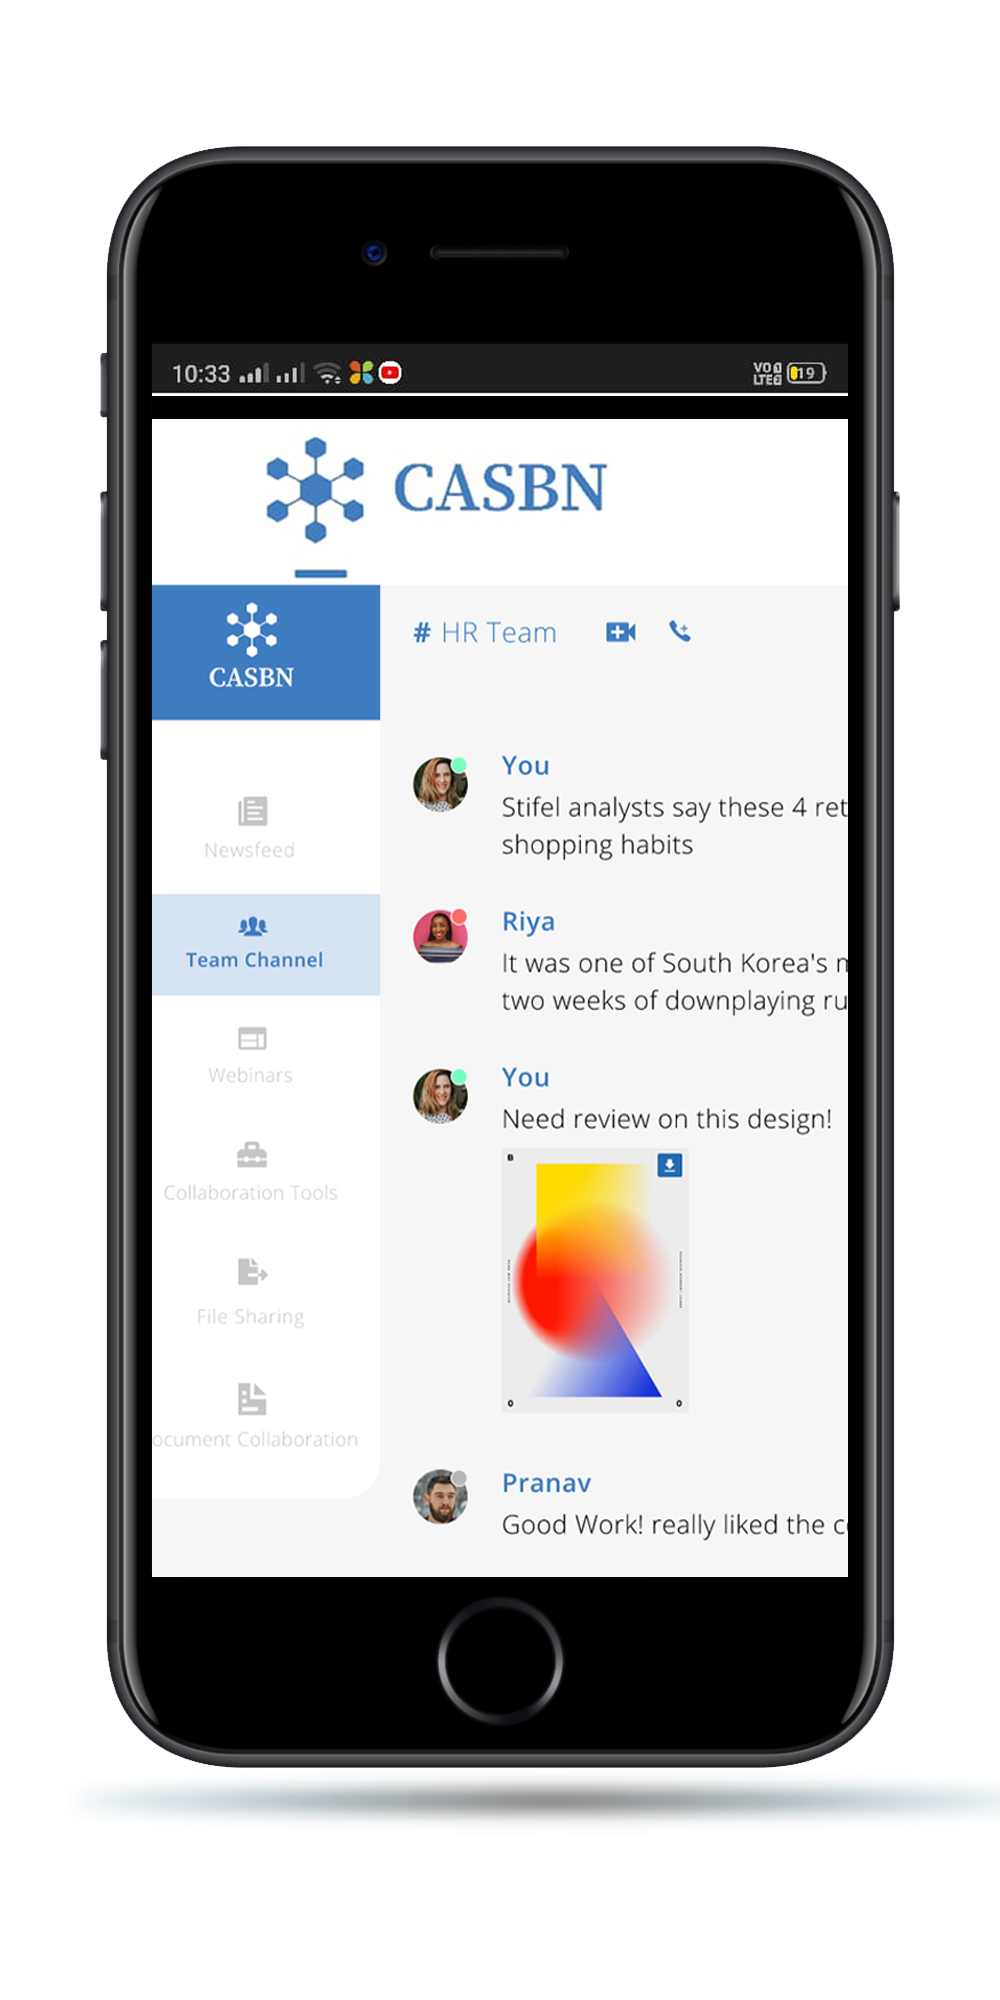 10:33
VO
LTE2
19
CASBN
CASBN
# HR Team
Newsfeed
Team Channel
Webinars
Collaboration Tools
File Sharing
ocument Collaboration
You
Stifel analysts say these 4 ret
shopping habits
Riya
It was one of South Korea's m
two weeks of downplaying ru
You
Need review on this design!
B
O
O
Pranav
Good Work! really liked the c